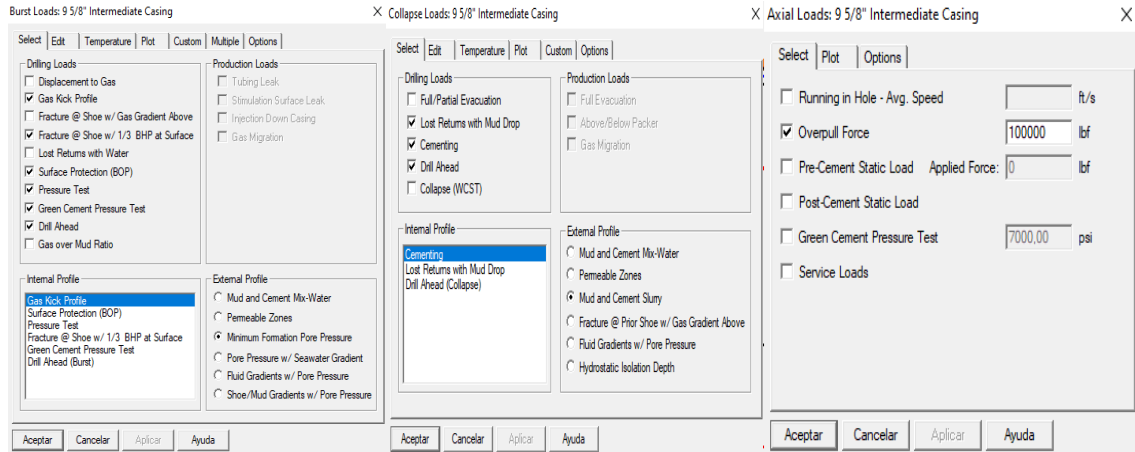 Burst Loads: 9 5/8" Intermediate Casing
Select Edit Temperature Plot Custom Multiple Options
Drilling Loads
Displacement to Gas
Gas Kick Profile
Fracture @ Shoe w/ Gas Gradient Above
Fracture @ Shoe w/ 1/3 BHP at Surface
Lost Returns with Water
Surface Protection (BOP)
Pressure Test
Green Cement Pressure Test
Drill Ahead
Gas over Mud Ratio
Production Loads
Tubing Leak
Stimulation Surface Leak
Injection Down Casing
Gas Migration
Internal Profile
Gas Kick Profile
Surface Protection (BOP)
Pressure Test
Fracture @ Shoe w/ 1/3 BHP at Surface
Green Cement Pressure Test
Drill Ahead (Burst)
External Profile
Mud and Cement Mix-Water
Permeable Zones
Minimum Formation Pore Pressure
Pore Pressure w/ Seawater Gradient
Fluid Gradients w/ Pore Pressure
Shoe/Mud Gradients w/ Pore Pressure
Aceptar Cancelar Aplicar Ayuda
Collapse Loads: 9 5/8" Intermediate Casing
Select Edit Temperature Plot Custom Options
Drilling Loads
Full/Partial Evacuation
Lost Returns with Mud Drop
Cementing
Drill Ahead
Collapse (WCST)
Production Loads
Full Evacuation
Above/Below Packer
Gas Migration
Internal Profile
Cementing
Lost Returns with Mud Drop
Drill Ahead (Collapse)
External Profile
Mud and Cement Mix-Water
Permeable Zones
Mud and Cement Slurry
Fracture @ Prior Shoe w/ Gas Gradient Above
Fluid Gradients w/ Pore Pressure
Hydrostatic Isolation Depth
Aceptar Cancelar Aplicar Ayuda
Axial Loads: 9 5/8" Intermediate Casing
Select Plot Options
Running in Hole - Avg. Speed ft/s
Overpull Force 100000 lbf
Pre-Cement Static Load Applied Force: 0 lbf
Post-Cement Static Load
Green Cement Pressure Test 7000,00 psi
Service Loads
Aceptar Cancelar Aplicar Ayuda